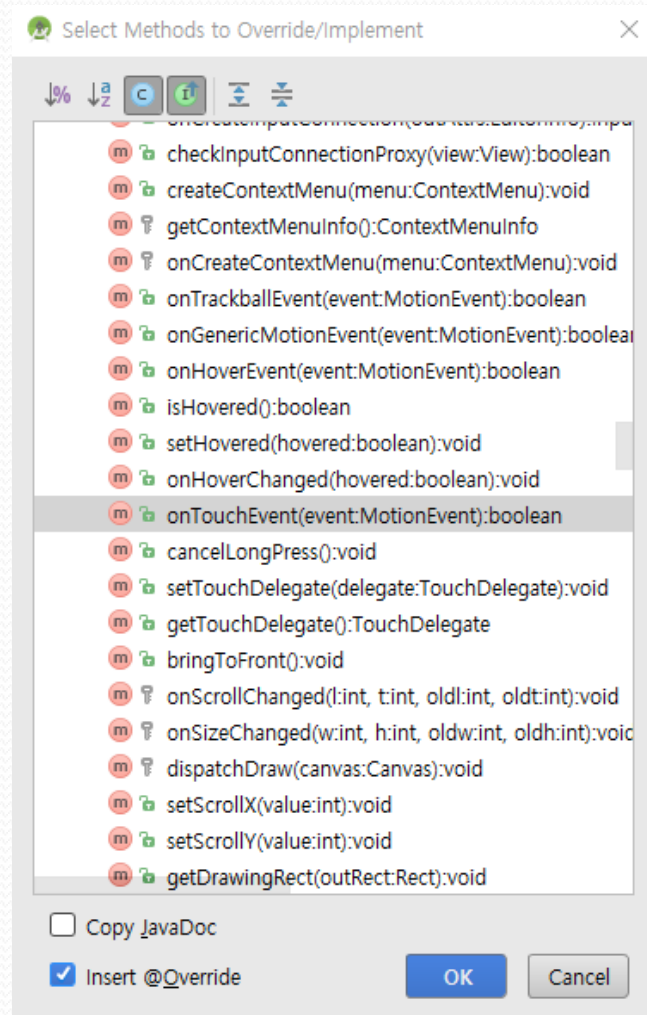 Select Methods to Override/Implement
checkInputConnectionProxy(view:View):boolean
createContextMenu(menu:ContextMenu):void
getContextMenuInfo():ContextMenuInfo
onCreateContextMenu(menu:ContextMenu):void
onTrackballEvent(event:MotionEvent):boolean
onGenericMotionEvent(event:MotionEvent):boolea
onHoverEvent(event:MotionEvent):boolean
isHovered():boolean
setHovered(hovered:boolean):void
onHoverChanged(hovered:boolean):void
onTouchEvent(event:MotionEvent):boolean
cancelLongPress():void
setTouchDelegate(delegate:TouchDelegate):void
getTouchDelegate():TouchDelegate
bringToFront():void
onScrollChanged(l:int, t:int, oldl:int, oldt:int):void
onSizeChanged(w:int, h:int, oldw:int, oldh:int):void
dispatchDraw(canvas:Canvas):void
setScrollX(value:int):void
setScrollY(value:int):void
getDrawingRect(outRect:Rect):void
Copy JavaDoc
Insert @Override
OK Cancel